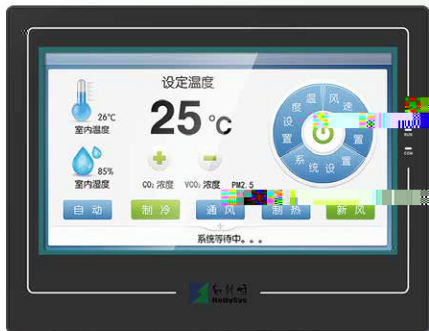 设定温度
26℃
室内温度
25℃
85%
室内湿度
CO₂ 浓度
VCO₂ 浓度
PM2.5
温度设置
风速设置
系统设置
自动
制冷
通风
制热
新风
系统等待中。。。
HollySys